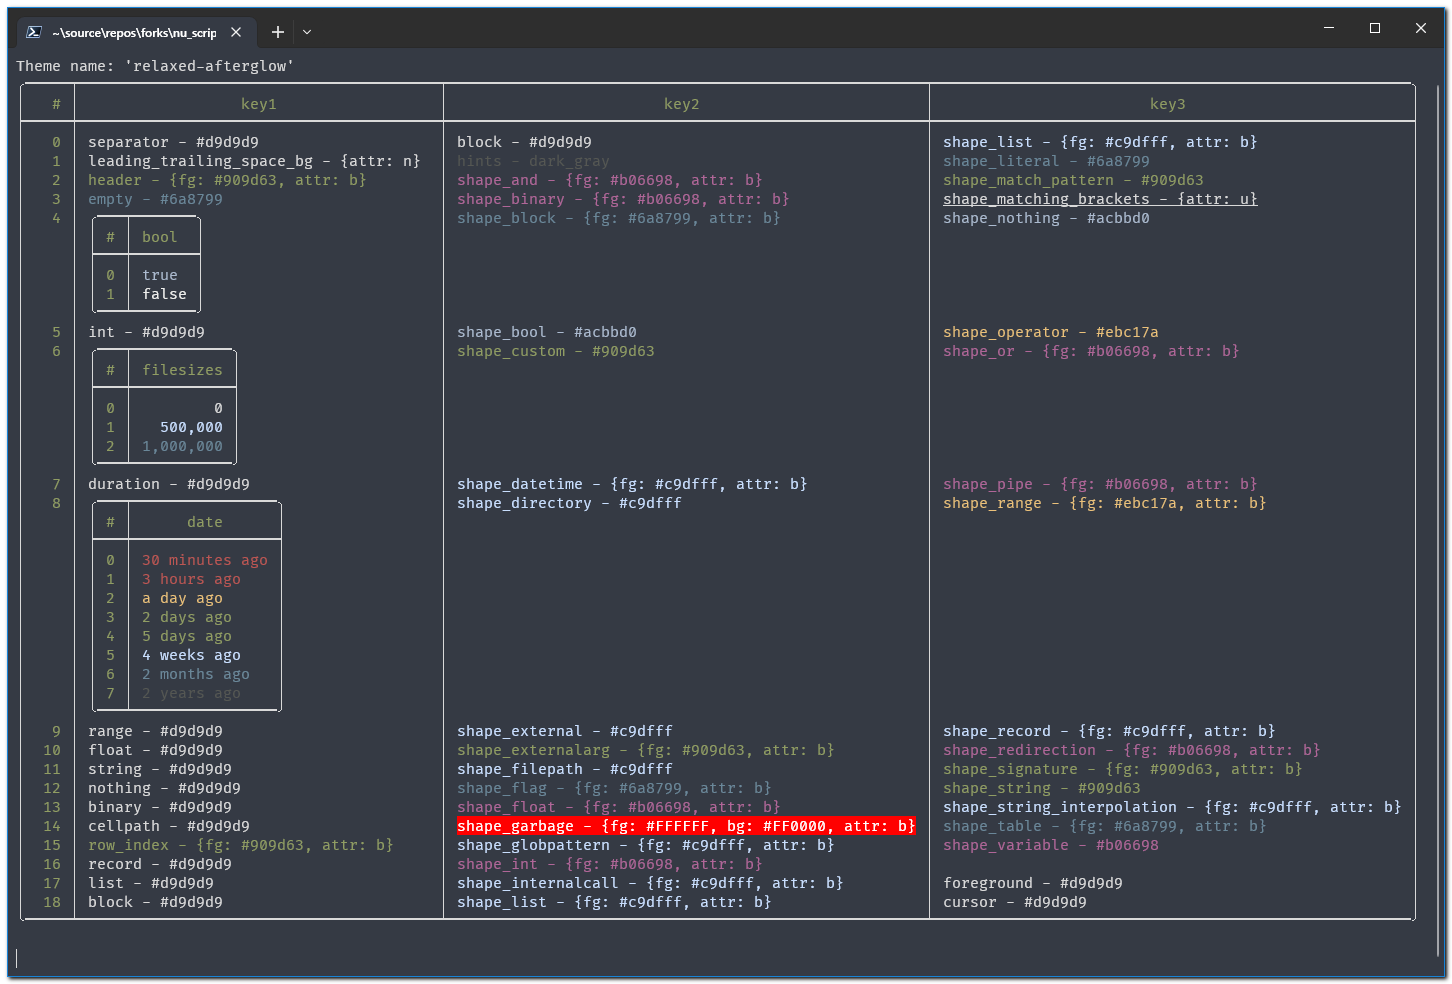 ~\source\repos\forks\nu_scrip
Theme name: 'relaxed-afterglow'
# key1 key2 key3
0 separator - #d9d9d9 block - #d9d9d9 shape_list - {fg: #c9dfff, attr: b}
1 leading_trailing_space_bg - {attr: n} hints - dark_gray shape_literal - #6a8799
2 header - {fg: #909d63, attr: b} shape_and - {fg: #b06698, attr: b} shape_match_pattern - #909d63
3 empty - #6a8799 shape_binary - {fg: #b06698, attr: b} shape_matching_brackets - {attr: u}
4 shape_block - {fg: #6a8799, attr: b} shape_nothing - #acbbd0
# bool
0 true
1 false
5 int - #d9d9d9 shape_bool - #acbbd0 shape_operator - #ebc17a
6 shape_custom - #909d63 shape_or - {fg: #b06698, attr: b}
# filesizes
0 0
1 500,000
2 1,000,000
7 duration - #d9d9d9 shape_datetime - {fg: #c9dfff, attr: b} shape_pipe - {fg: #b06698, attr: b}
8 shape_directory - #c9dfff shape_range - {fg: #ebc17a, attr: b}
# date
0 30 minutes ago
1 3 hours ago
2 a day ago
3 2 days ago
4 5 days ago
5 4 weeks ago
6 2 months ago
7 2 years ago
9 range - #d9d9d9 shape_external - #c9dfff shape_record - {fg: #c9dfff, attr: b}
10 float - #d9d9d9 shape_externalarg - {fg: #909d63, attr: b} shape_redirection - {fg: #b06698, attr: b}
11 string - #d9d9d9 shape_filepath - #c9dfff shape_signature - {fg: #909d63, attr: b}
12 nothing - #d9d9d9 shape_flag - {fg: #6a8799, attr: b} shape_string - #909d63
13 binary - #d9d9d9 shape_float - {fg: #b06698, attr: b} shape_string_interpolation - {fg: #c9dfff, attr: b}
14 cellpath - #d9d9d9 shape_garbage - {fg: #FFFFFF, bg: #FF0000, attr: b} shape_table - {fg: #6a8799, attr: b}
15 row_index - {fg: #909d63, attr: b} shape_globpattern - {fg: #c9dfff, attr: b} shape_variable - #b06698
16 record - #d9d9d9 shape_int - {fg: #b06698, attr: b}
17 list - #d9d9d9 shape_internalcall - {fg: #c9dfff, attr: b} foreground - #d9d9d9
18 block - #d9d9d9 shape_list - {fg: #c9dfff, attr: b} cursor - #d9d9d9